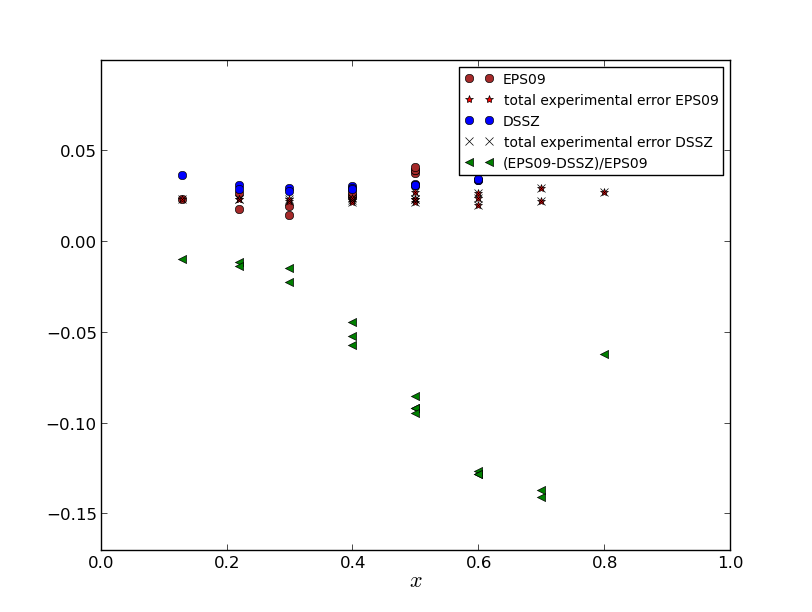 EPS09
total experimental error EPS09
DSSZ
total experimental error DSSZ
(EPS09-DSSZ)/EPS09
0.05
0.00
−0.05
−0.10
−0.15
0.0 0.2 0.4 0.6 0.8 1.0
x